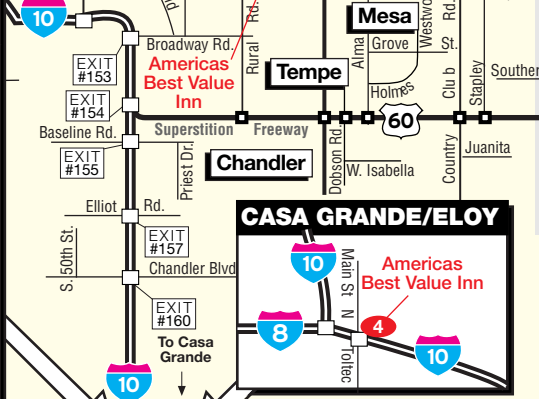 10
Rd.
Mesa
Westwo
Rd.
Broadway Rd.
Rural
Alma
Grove St.
EXIT
#153
Americas
Best Value
Inn
Tempe
Holmes
Club
Stapley
Souther
EXIT
#154
60
Baseline Rd.
Superstition Freeway
EXIT
#155
Priest Dr.
Chandler
Dobson Rd.
W. Isabella
Country
Juanita
Elliot Rd.
S. 50th St.
EXIT
#157
Chandler Blvd
EXIT
#160
To Casa
Grande
10
CASA GRANDE/ELOY
10
Main St N
Americas
Best Value Inn
8
4
Toltec
10